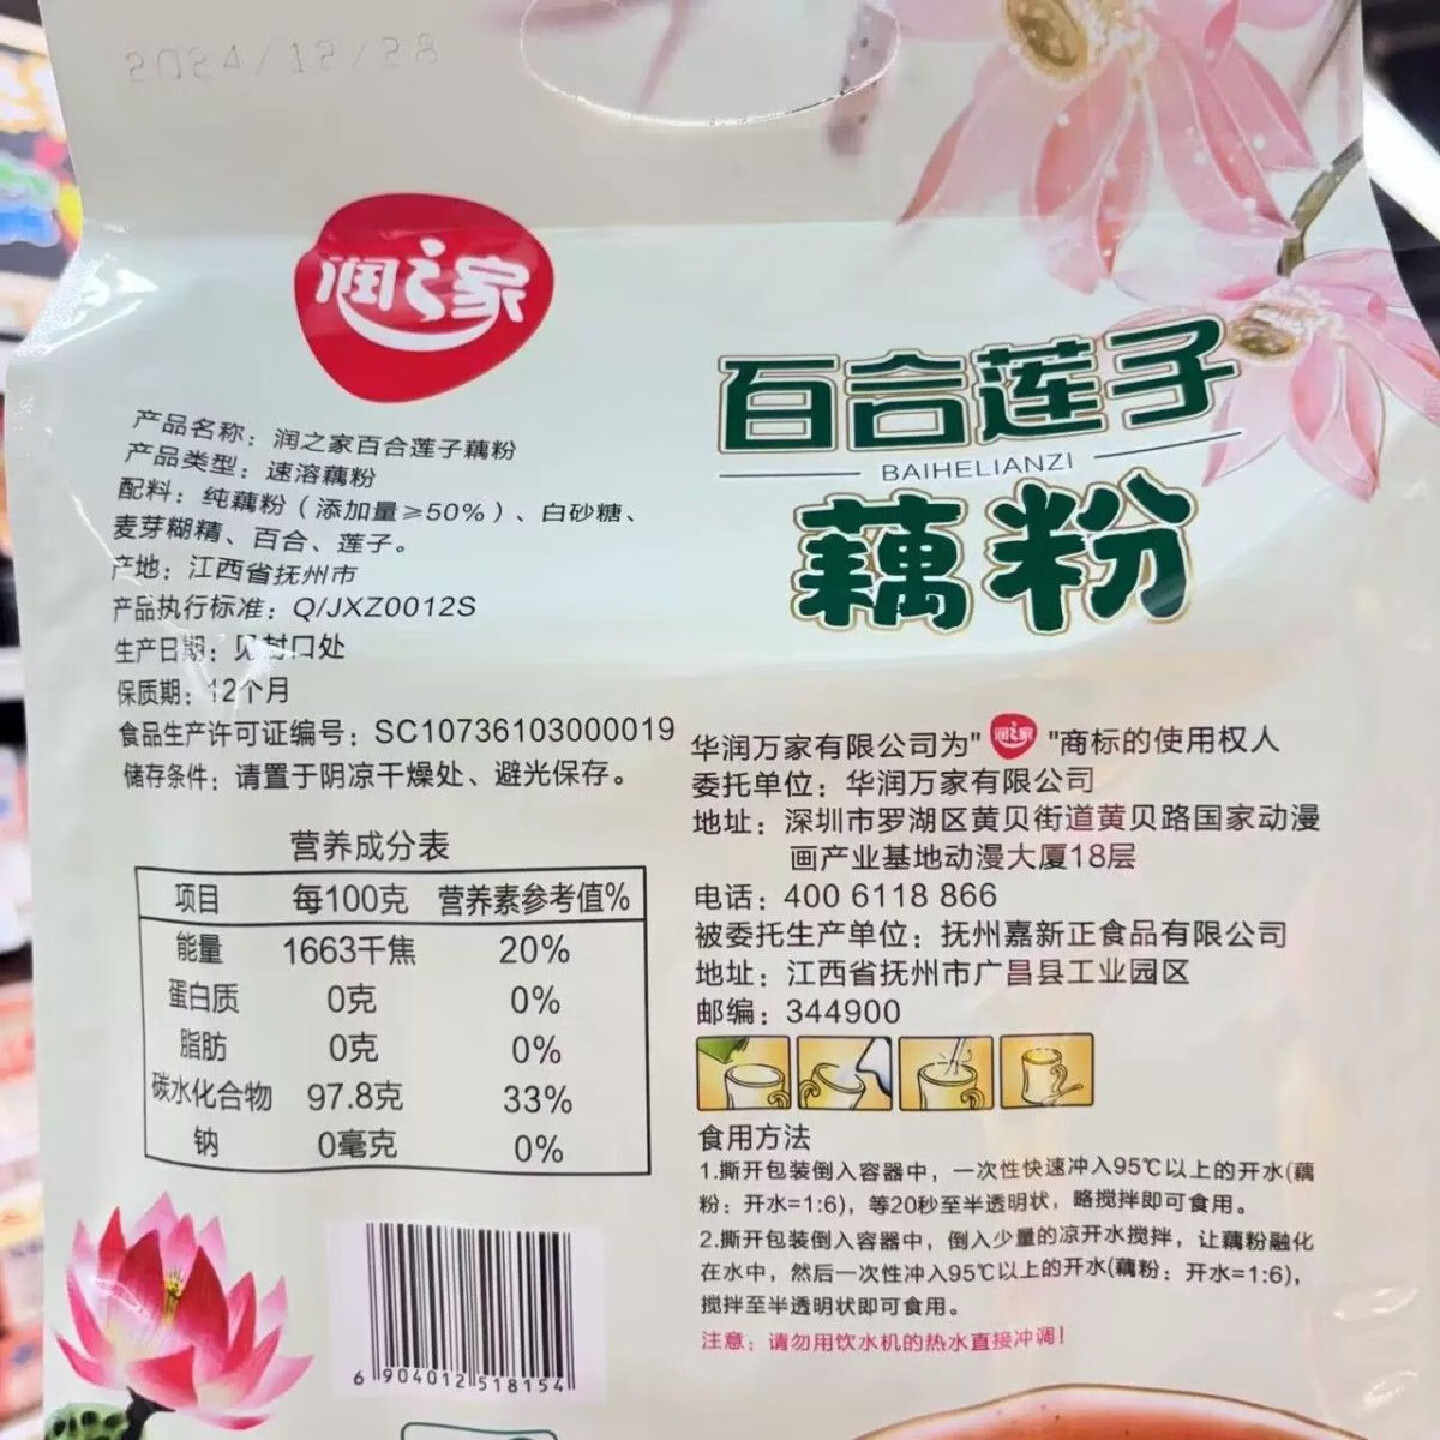 2024/12/28
润之家
百合莲子
BAIHELIANZI
藕粉
产品名称：润之家百合莲子藕粉
产品类型：速溶藕粉
配料：纯藕粉（添加量≥50%）、白砂糖、
麦芽糊精、百合、莲子。
产地：江西省抚州市
产品执行标准：Q/JXZ0012S
生产日期：见封口处
保质期：12个月
食品生产许可证编号：SC10736103000019
储存条件：请置于阴凉干燥处、避光保存。
营养成分表
项目 每100克 营养素参考值%
能量 1663千焦 20%
蛋白质 0克 0%
脂肪 0克 0%
碳水化合物 97.8克 33%
钠 0毫克 0%
6 904012 518154
华润万家有限公司为"润之家"商标的使用权人
委托单位：华润万家有限公司
地址：深圳市罗湖区黄贝街道黄贝路国家动漫
画产业基地动漫大厦18层
电话：400 6118 866
被委托生产单位：抚州嘉新正食品有限公司
地址：江西省抚州市广昌县工业园区
邮编：344900
食用方法
1.撕开包装倒入容器中，一次性快速冲入95℃以上的开水(藕
粉：开水=1:6)，等20秒至半透明状，略搅拌即可食用。
2.撕开包装倒入容器中，倒入少量的凉开水搅拌，让藕粉融化
在水中，然后一次性冲入95℃以上的开水(藕粉：开水=1:6)，
搅拌至半透明状即可食用。
注意：请勿用饮水机的热水直接冲调！